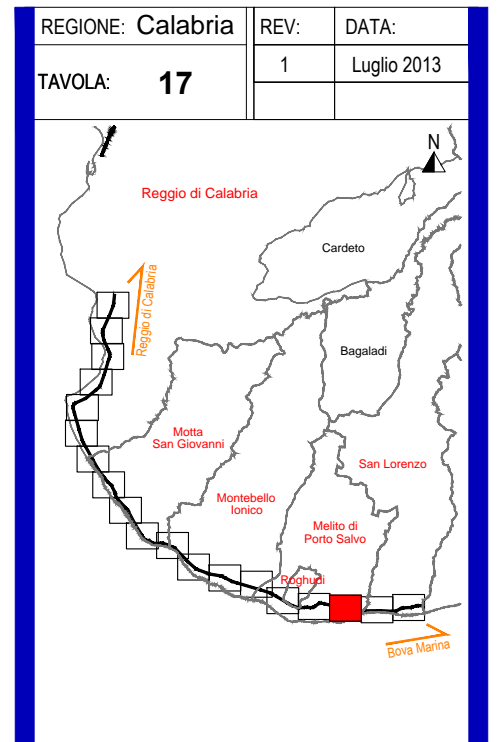 REGIONE: Calabria REV: DATA:
TAVOLA: 17
1 Luglio 2013
N
Reggio di Calabria
Cardeto
Reggio di Calabria
Bagaladi
Motta
San Giovanni
San Lorenzo
Montebello
Ionico
Melito di
Porto Salvo
Roghudi
Bova Marina